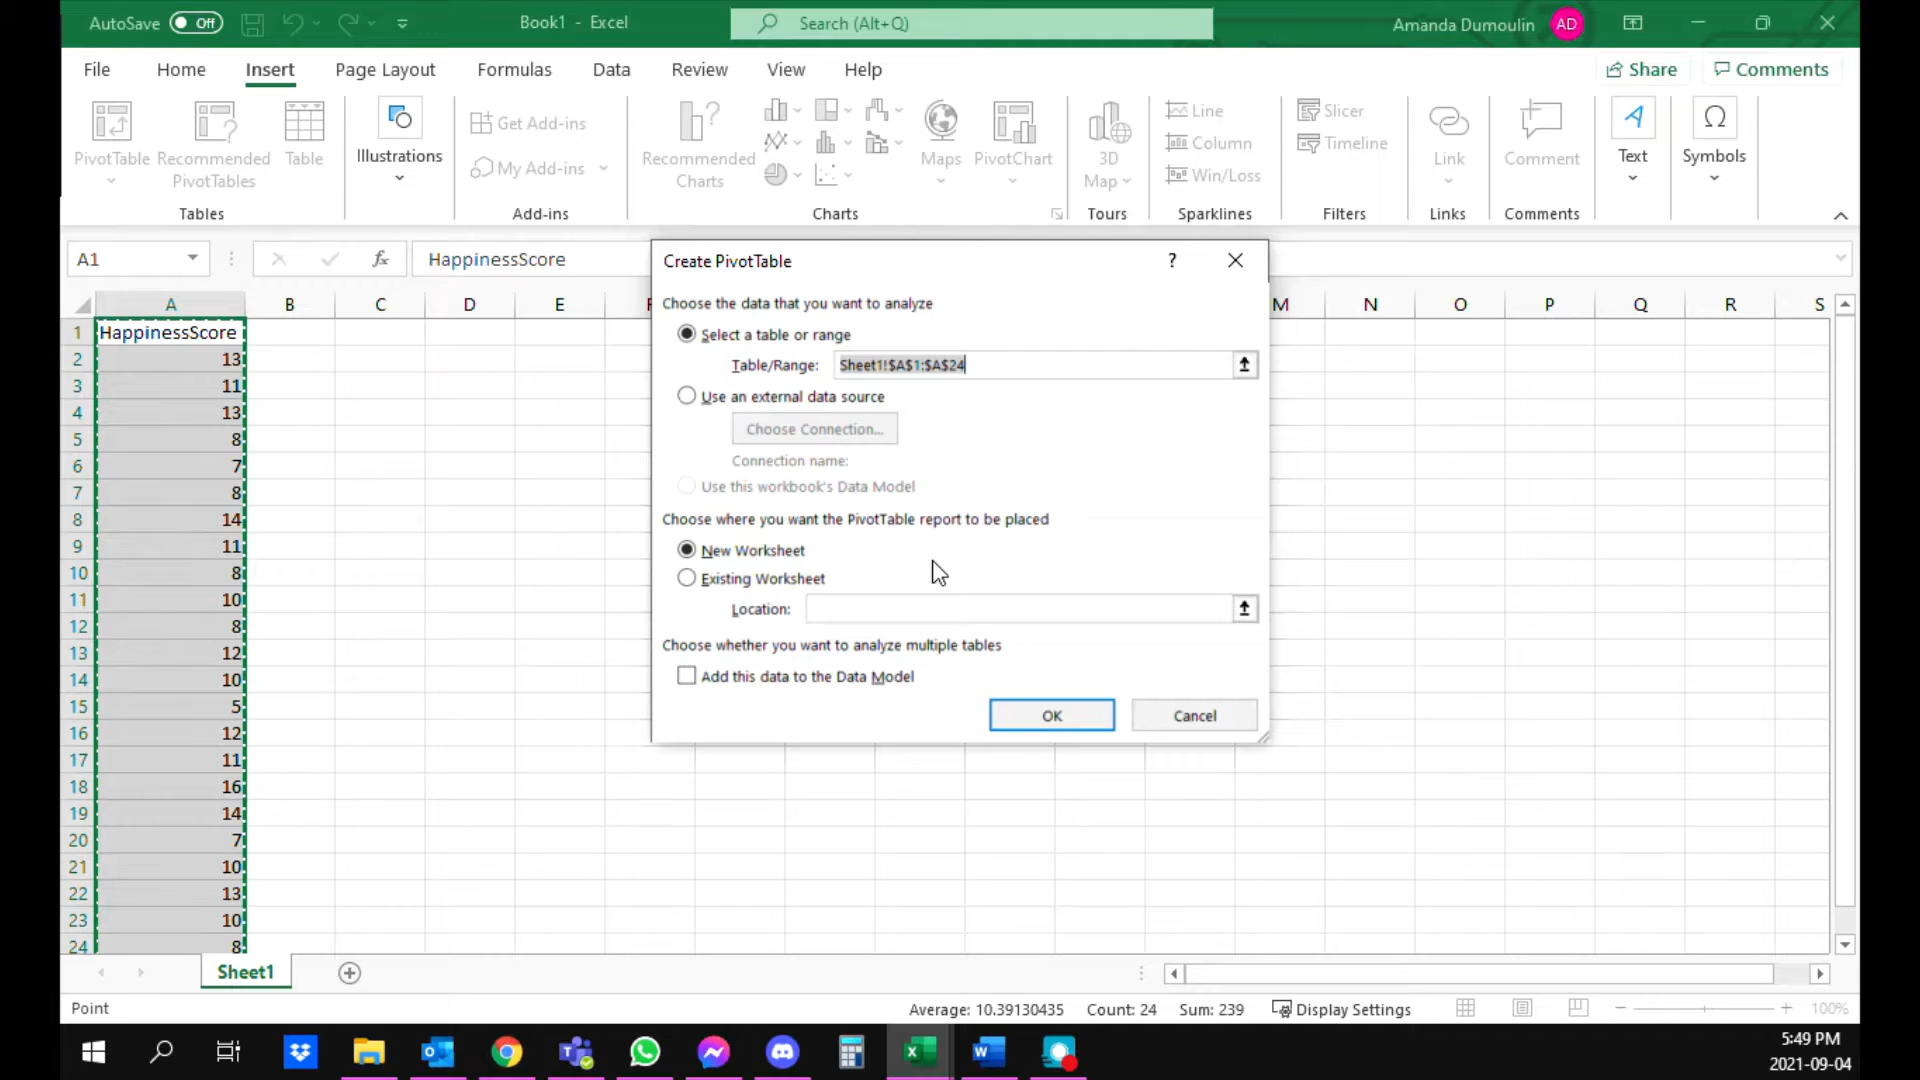 AutoSave Off Book1 - Excel Search (Alt+Q) Amanda Dumoulin AD
File Home Insert Page Layout Formulas Data Review View Help Share Comments
PivotTable Recommended PivotTables Table Illustrations Get Add-ins My Add-ins Recommended Charts Maps PivotChart 3D Map Line Column Win/Loss Slicer Timeline Link Comment Text Symbols
Tables Add-ins Charts Tours Sparklines Filters Links Comments
A1 fx HappinessScore
A B C D E F M N O P Q R S
1 HappinessScore
2 13
3 11
4 13
5 8
6 7
7 8
8 14
9 11
10 8
11 10
12 8
13 12
14 10
15 5
16 12
17 11
18 16
19 14
20 7
21 10
22 13
23 10
24 8
Create PivotTable ?
Choose the data that you want to analyze
Select a table or range
Table/Range: Sheet1!$A$1:$A$24
Use an external data source
Choose Connection...
Connection name:
Use this workbook's Data Model
Choose where you want the PivotTable report to be placed
New Worksheet
Existing Worksheet
Location:
Choose whether you want to analyze multiple tables
Add this data to the Data Model
OK Cancel
Sheet1
Point Average: 10.39130435 Count: 24 Sum: 239 Display Settings 100%
5:49 PM
2021-09-04